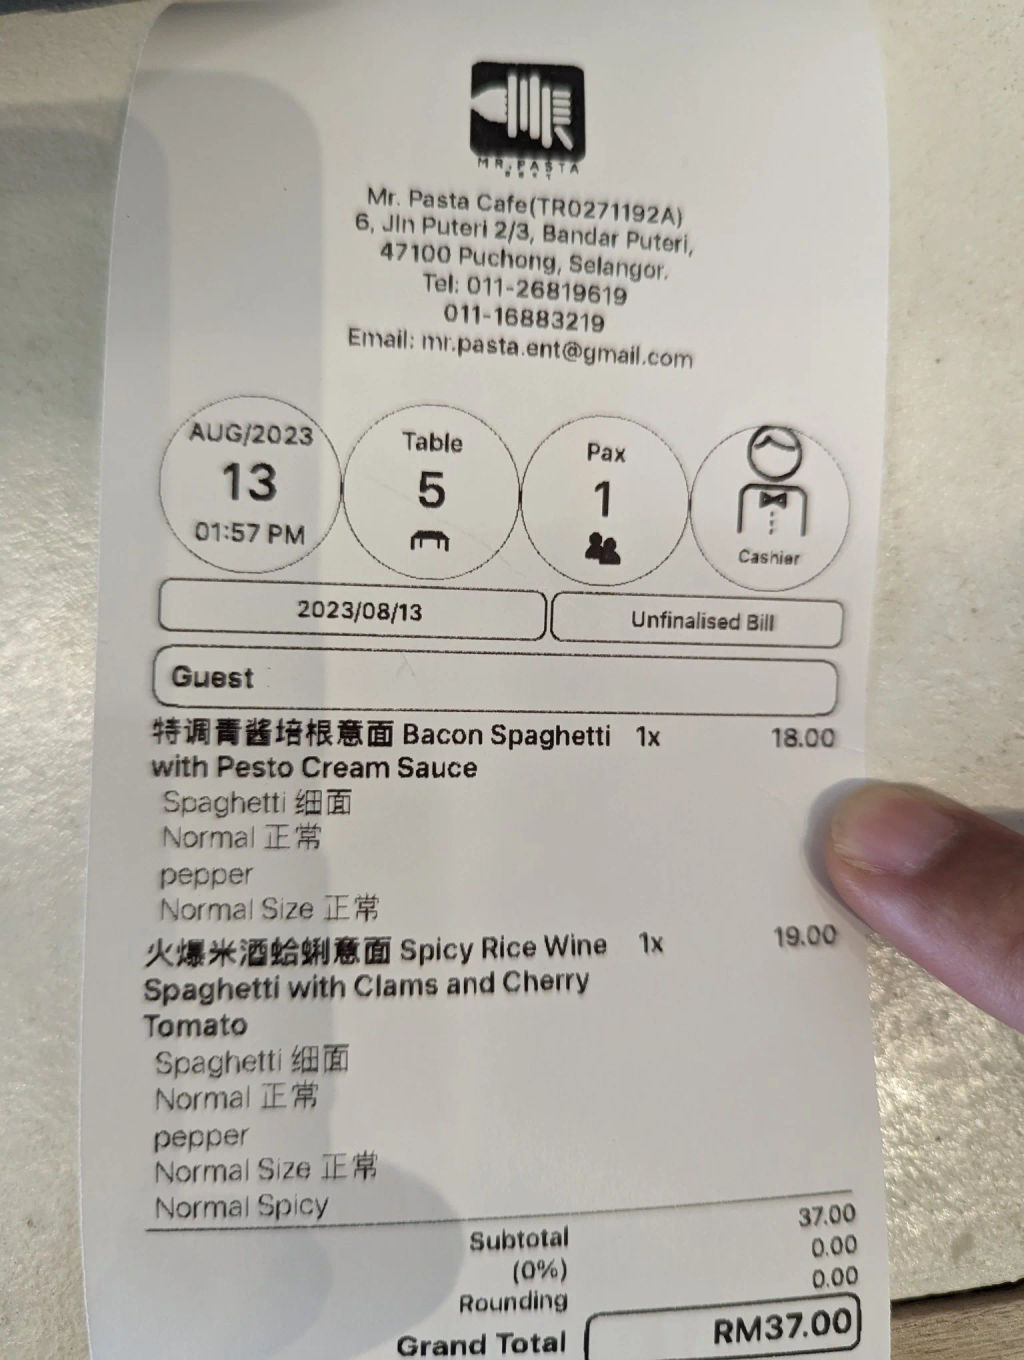 MR.PASTA
Mr. Pasta Cafe(TR0271192A)
6, Jln Puteri 2/3, Bandar Puteri,
47100 Puchong, Selangor.
Tel: 011-26819619
011-16883219
Email: mr.pasta.ent@gmail.com
AUG/2023
13
01:57 PM
Table
5
Pax
1
Cashier
2023/08/13
Unfinalised Bill
Guest
特调青酱培根意面 Bacon Spaghetti 1x 18.00
with Pesto Cream Sauce
Spaghetti 细面
Normal 正常
pepper
Normal Size 正常
火爆米酒蛤蜊意面 Spicy Rice Wine 1x 19.00
Spaghetti with Clams and Cherry
Tomato
Spaghetti 细面
Normal 正常
pepper
Normal Size 正常
Normal Spicy
Subtotal 37.00
(0%) 0.00
Rounding 0.00
Grand Total RM37.00